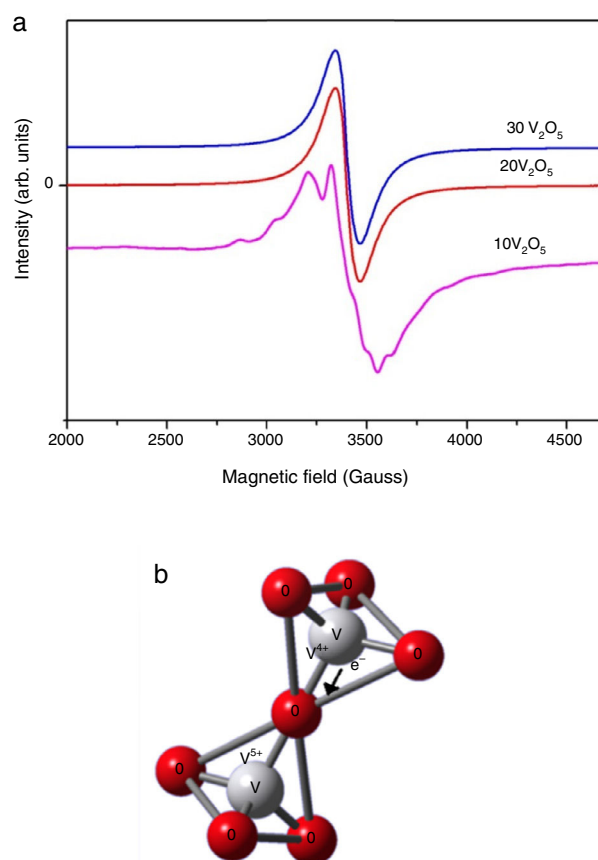 a
Intensity (arb. units)
0
30 V₂O₅
20V₂O₅
10V₂O₅
2000 2500 3000 3500 4000 4500
Magnetic field (Gauss)
b
0 0
V
V⁴⁺ 0
e⁻
0
V⁵⁺
0
V
0 0